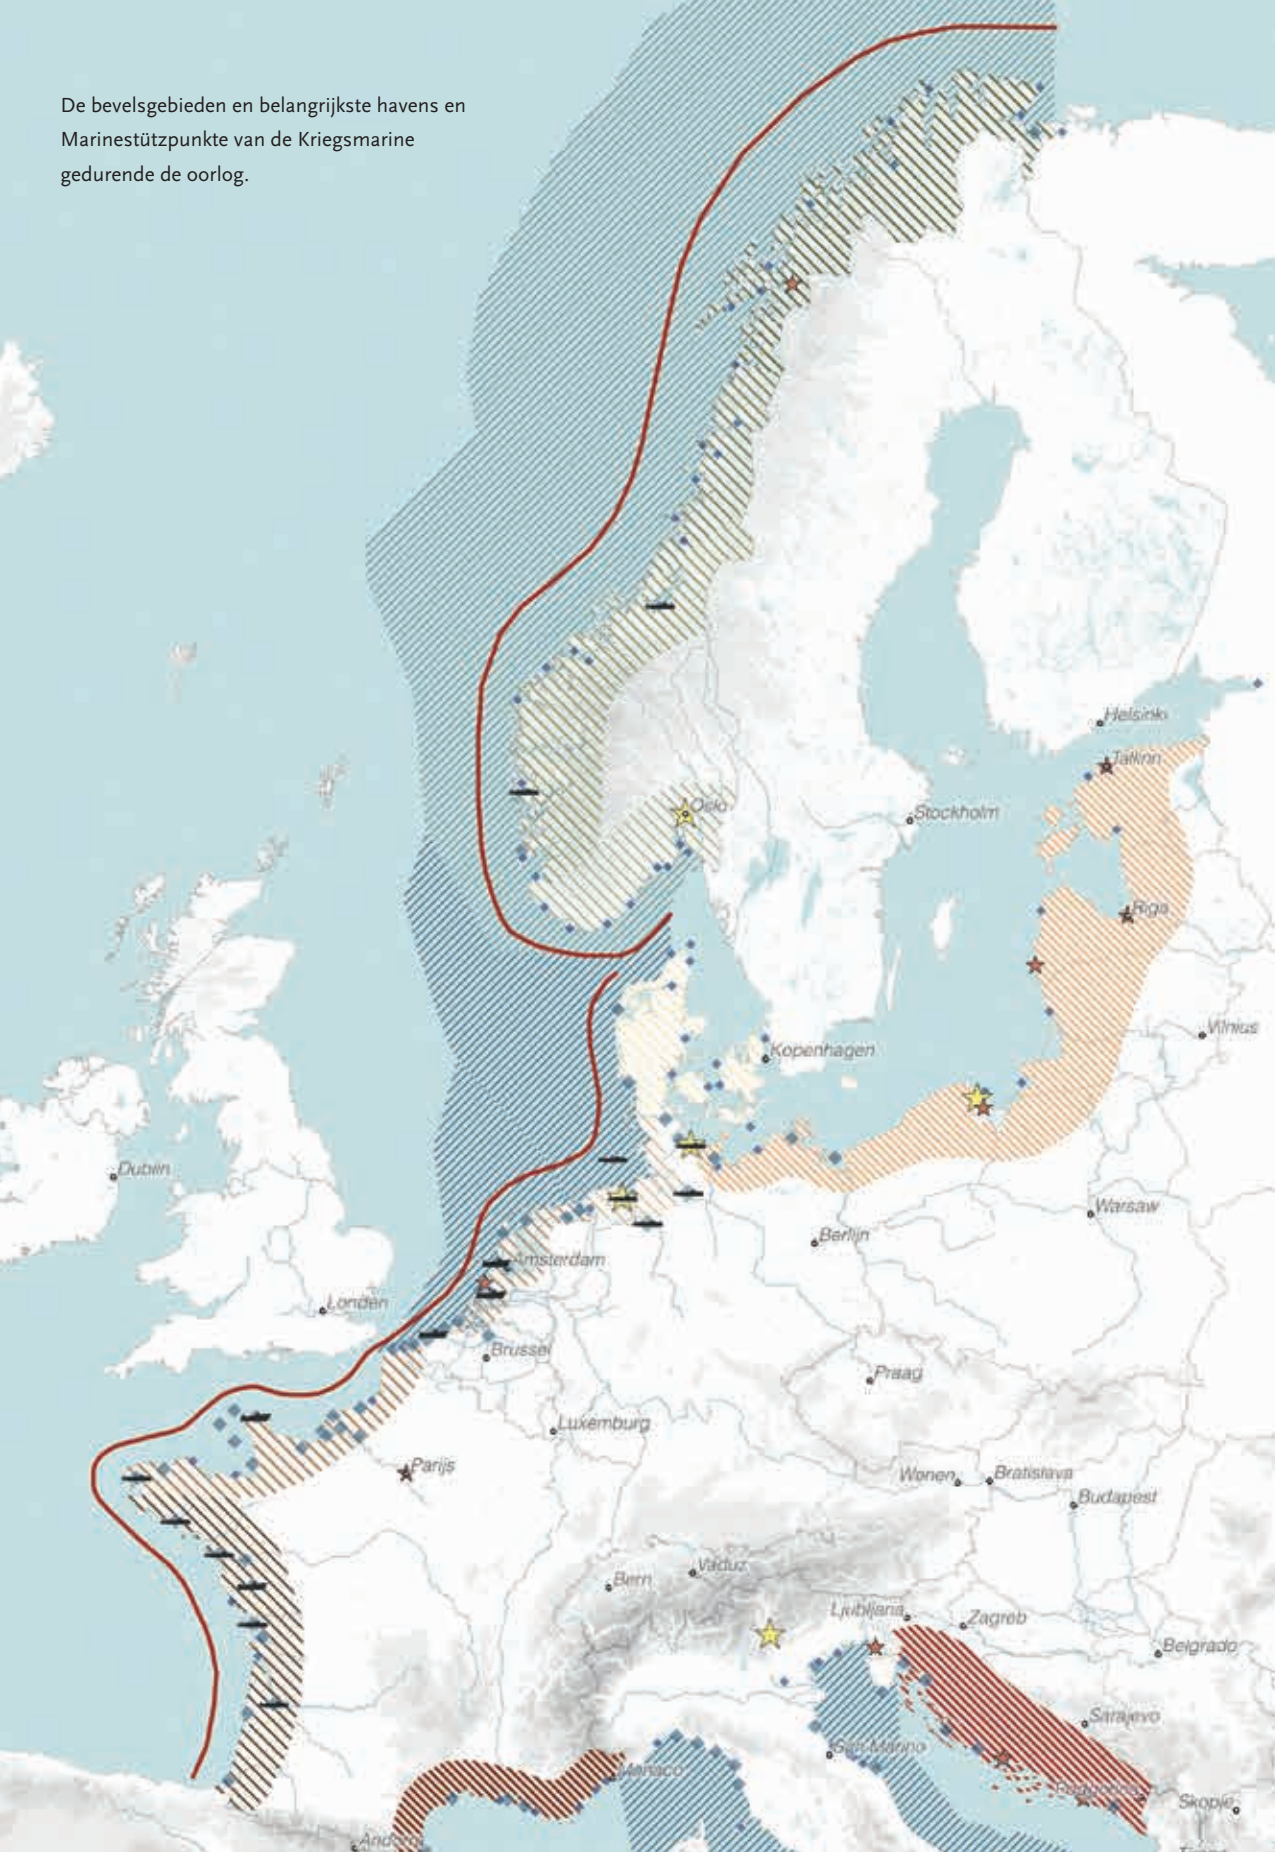 De bevelsgebieden en belangrijkste havens en
Marinestützpunkte van de Kriegsmarine
gedurende de oorlog.
Helsinki
Tallinn
Oslo
Stockholm
Riga
Vilnius
Kopenhagen
Dublin
Warsaw
Berlijn
Amsterdam
Londen
Brussel
Praag
Luxemburg
Parijs
Wenen
Bratislava
Budapest
Vaduz
Bern
Ljubljana
Zagreb
Belgrado
Sarajevo
San Marino
Monaco
Podgorica
Skopje
Andorra